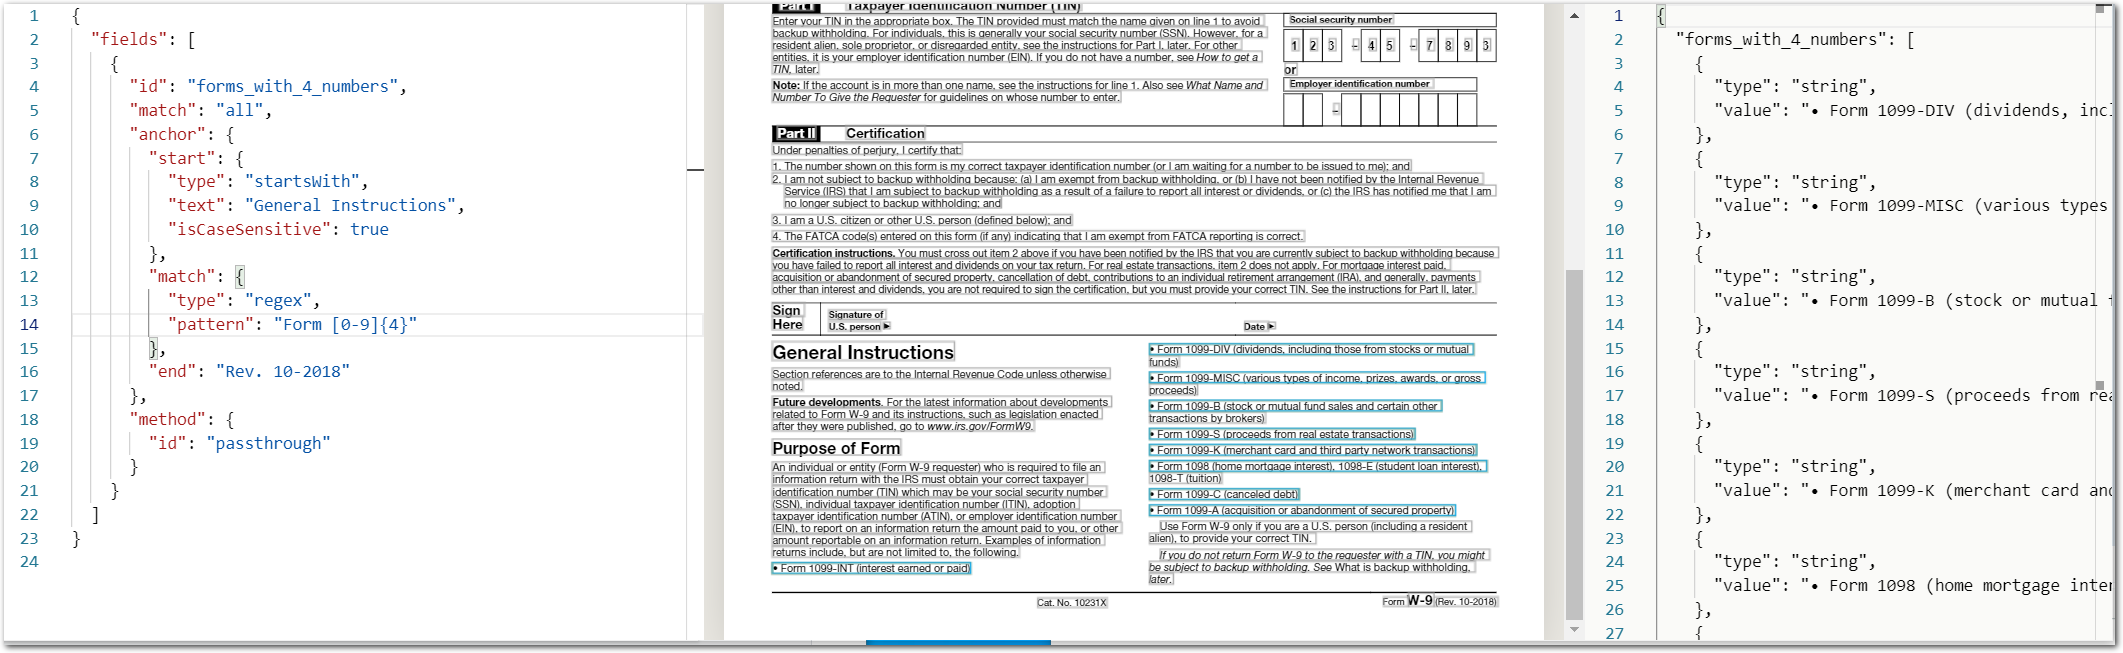 1 {
2 "fields": [
3 {
4 "id": "forms_with_4_numbers",
5 "match": "all",
6 "anchor": {
7 "start": {
8 "type": "startsWith",
9 "text": "General Instructions",
10 "isCaseSensitive": true
11 },
12 "match": {
13 "type": "regex",
14 "pattern": "Form [0-9]{4}"
15 },
16 "end": "Rev. 10-2018"
17 },
18 "method": {
19 "id": "passthrough"
20 }
21 }
22 ]
23 }
24
Part I Taxpayer Identification Number (TIN)
Enter your TIN in the appropriate box. The TIN provided must match the name given on line 1 to avoid
backup withholding. For individuals, this is generally your social security number (SSN). However, for a
resident alien, sole proprietor, or disregarded entity, see the instructions for Part I, later. For other
entities, it is your employer identification number (EIN). If you do not have a number, see How to get a
TIN, later.
Note: If the account is in more than one name, see the instructions for line 1. Also see What Name and
Number To Give the Requester for guidelines on whose number to enter.
Social security number
1 2 3 – 4 5 – 7 8 9 3
or
Employer identification number
–
Part II Certification
Under penalties of perjury, I certify that:
1. The number shown on this form is my correct taxpayer identification number (or I am waiting for a number to be issued to me); and
2. I am not subject to backup withholding because: (a) I am exempt from backup withholding, or (b) I have not been notified by the Internal Revenue
Service (IRS) that I am subject to backup withholding as a result of a failure to report all interest or dividends, or (c) the IRS has notified me that I am
no longer subject to backup withholding; and
3. I am a U.S. citizen or other U.S. person (defined below); and
4. The FATCA code(s) entered on this form (if any) indicating that I am exempt from FATCA reporting is correct.
Certification instructions. You must cross out item 2 above if you have been notified by the IRS that you are currently subject to backup withholding because
you have failed to report all interest and dividends on your tax return. For real estate transactions, item 2 does not apply. For mortgage interest paid,
acquisition or abandonment of secured property, cancellation of debt, contributions to an individual retirement arrangement (IRA), and generally, payments
other than interest and dividends, you are not required to sign the certification, but you must provide your correct TIN. See the instructions for Part II, later.
Sign
Here
Signature of
U.S. person ▶
Date ▶
General Instructions
Section references are to the Internal Revenue Code unless otherwise
noted.
Future developments. For the latest information about developments
related to Form W-9 and its instructions, such as legislation enacted
after they were published, go to www.irs.gov/FormW9.
Purpose of Form
An individual or entity (Form W-9 requester) who is required to file an
information return with the IRS must obtain your correct taxpayer
identification number (TIN) which may be your social security number
(SSN), individual taxpayer identification number (ITIN), adoption
taxpayer identification number (ATIN), or employer identification number
(EIN), to report on an information return the amount paid to you, or other
amount reportable on an information return. Examples of information
returns include, but are not limited to, the following.
• Form 1099-INT (interest earned or paid)
• Form 1099-DIV (dividends, including those from stocks or mutual
funds)
• Form 1099-MISC (various types of income, prizes, awards, or gross
proceeds)
• Form 1099-B (stock or mutual fund sales and certain other
transactions by brokers)
• Form 1099-S (proceeds from real estate transactions)
• Form 1099-K (merchant card and third party network transactions)
• Form 1098 (home mortgage interest), 1098-E (student loan interest),
1098-T (tuition)
• Form 1099-C (canceled debt)
• Form 1099-A (acquisition or abandonment of secured property)
Use Form W-9 only if you are a U.S. person (including a resident
alien), to provide your correct TIN.
If you do not return Form W-9 to the requester with a TIN, you might
be subject to backup withholding. See What is backup withholding,
later.
Cat. No. 10231X
Form W-9 (Rev. 10-2018)
1 {
2 "forms_with_4_numbers": [
3 {
4 "type": "string",
5 "value": "• Form 1099-DIV (dividends, incl
6 },
7 {
8 "type": "string",
9 "value": "• Form 1099-MISC (various types
10 },
11 {
12 "type": "string",
13 "value": "• Form 1099-B (stock or mutual f
14 },
15 {
16 "type": "string",
17 "value": "• Form 1099-S (proceeds from rea
18 },
19 {
20 "type": "string",
21 "value": "• Form 1099-K (merchant card and
22 },
23 {
24 "type": "string",
25 "value": "• Form 1098 (home mortgage inter
26 },
27 {